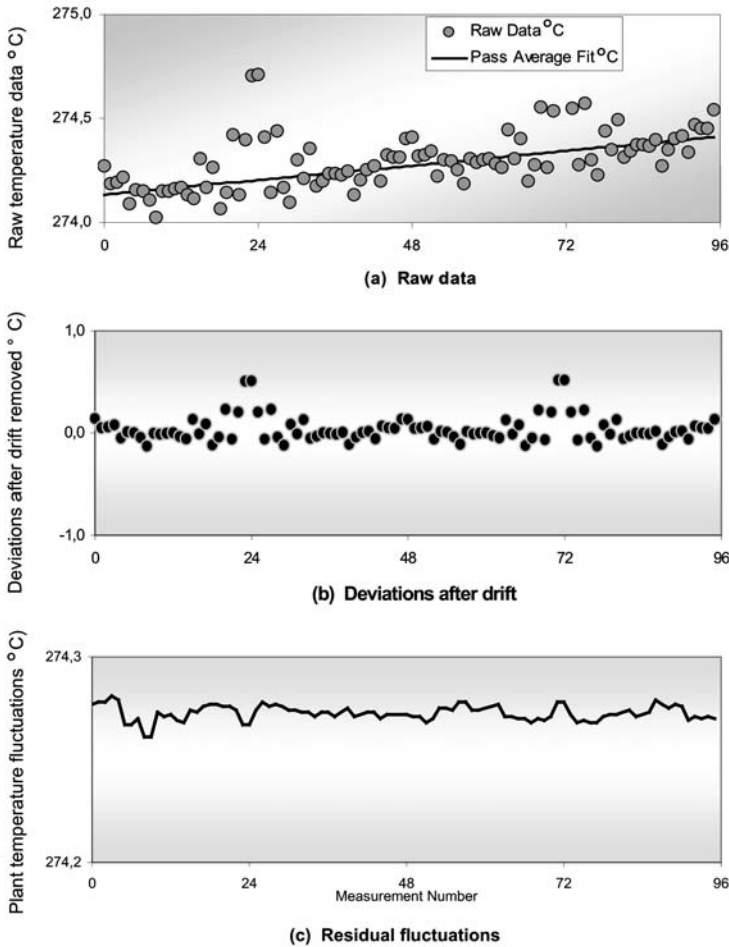 Raw temperature data °C)
275,0
274,5
274,0
Raw Data°C
Pass Average Fit°C
0 24 48 72 96
(a) Raw data
Deviations after drift removed ° C)
1,0
0,0
-1,0
0 24 48 72 96
(b) Deviations after drift
Plant temperature fluctuations °C)
274,3
274,2
0 24 48 72 96
Measurement Number
(c) Residual fluctuations